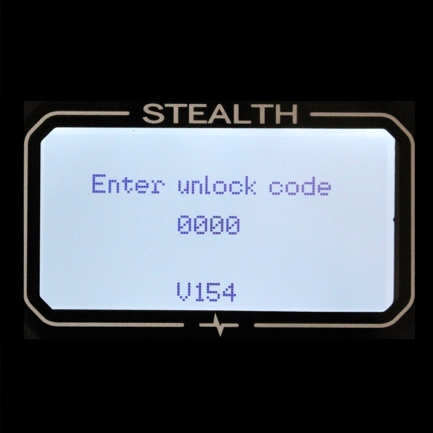 STEALTH
Enter unlock code
0000
V154